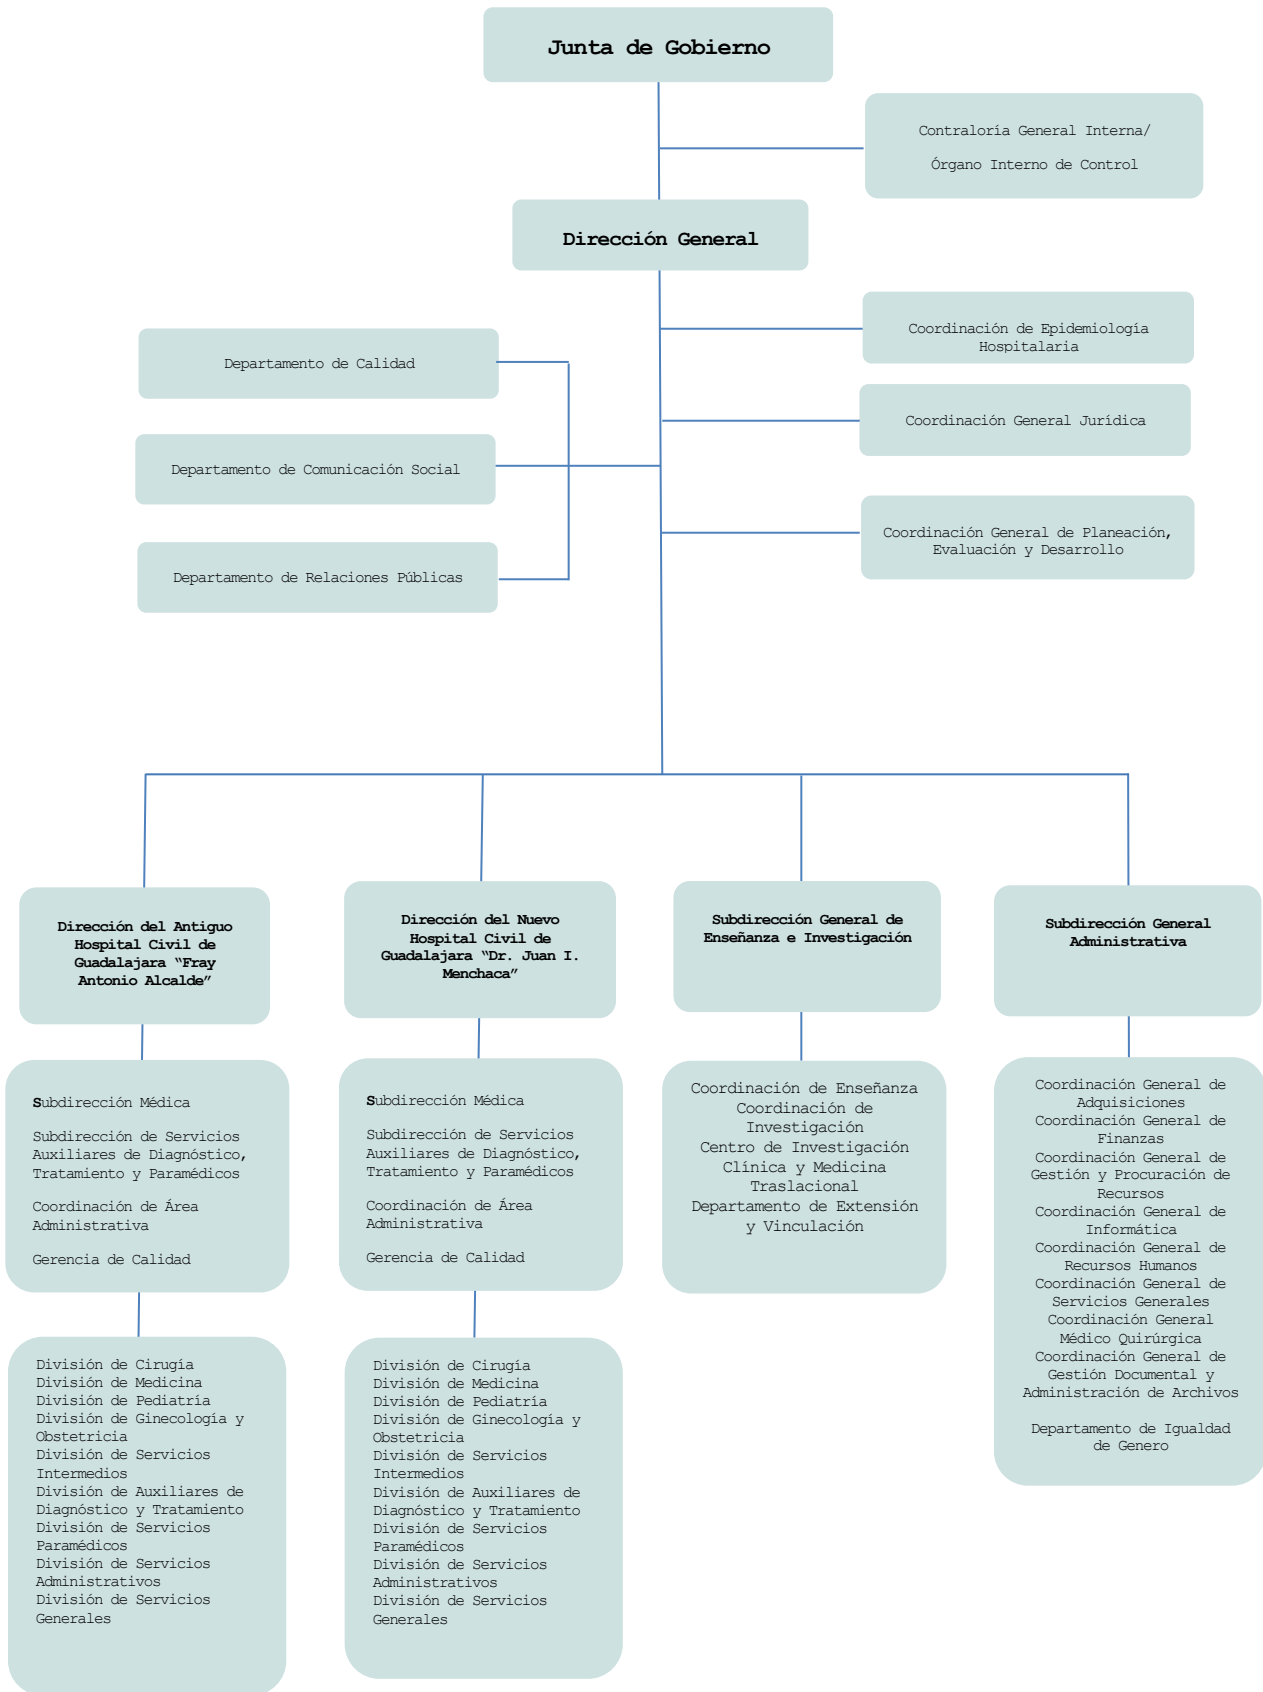 Junta de Gobierno
Contraloría General Interna/
Órgano Interno de Control
Dirección General
Coordinación de Epidemiología
Hospitalaria
Departamento de Calidad
Coordinación General Jurídica
Departamento de Comunicación Social
Coordinación General de Planeación,
Evaluación y Desarrollo
Departamento de Relaciones Públicas
Dirección del Antiguo
Hospital Civil de
Guadalajara “Fray
Antonio Alcalde”
Dirección del Nuevo
Hospital Civil de
Guadalajara “Dr. Juan I.
Menchaca”
Subdirección General de
Enseñanza e Investigación
Subdirección General
Administrativa
Subdirección Médica
Subdirección de Servicios
Auxiliares de Diagnóstico,
Tratamiento y Paramédicos
Coordinación de Área
Administrativa
Gerencia de Calidad
Subdirección Médica
Subdirección de Servicios
Auxiliares de Diagnóstico,
Tratamiento y Paramédicos
Coordinación de Área
Administrativa
Gerencia de Calidad
Coordinación de Enseñanza
Coordinación de
Investigación
Centro de Investigación
Clínica y Medicina
Traslacional
Departamento de Extensión
y Vinculación
Coordinación General de
Adquisiciones
Coordinación General de
Finanzas
Coordinación General de
Gestión y Procuración de
Recursos
Coordinación General de
Informática
Coordinación General de
Recursos Humanos
Coordinación General de
Servicios Generales
Coordinación General
Médico Quirúrgica
Coordinación General de
Gestión Documental y
Administración de Archivos
Departamento de Igualdad
de Genero
División de Cirugía
División de Medicina
División de Pediatría
División de Ginecología y
Obstetricia
División de Servicios
Intermedios
División de Auxiliares de
Diagnóstico y Tratamiento
División de Servicios
Paramédicos
División de Servicios
Administrativos
División de Servicios
Generales
División de Cirugía
División de Medicina
División de Pediatría
División de Ginecología y
Obstetricia
División de Servicios
Intermedios
División de Auxiliares de
Diagnóstico y Tratamiento
División de Servicios
Paramédicos
División de Servicios
Administrativos
División de Servicios
Generales